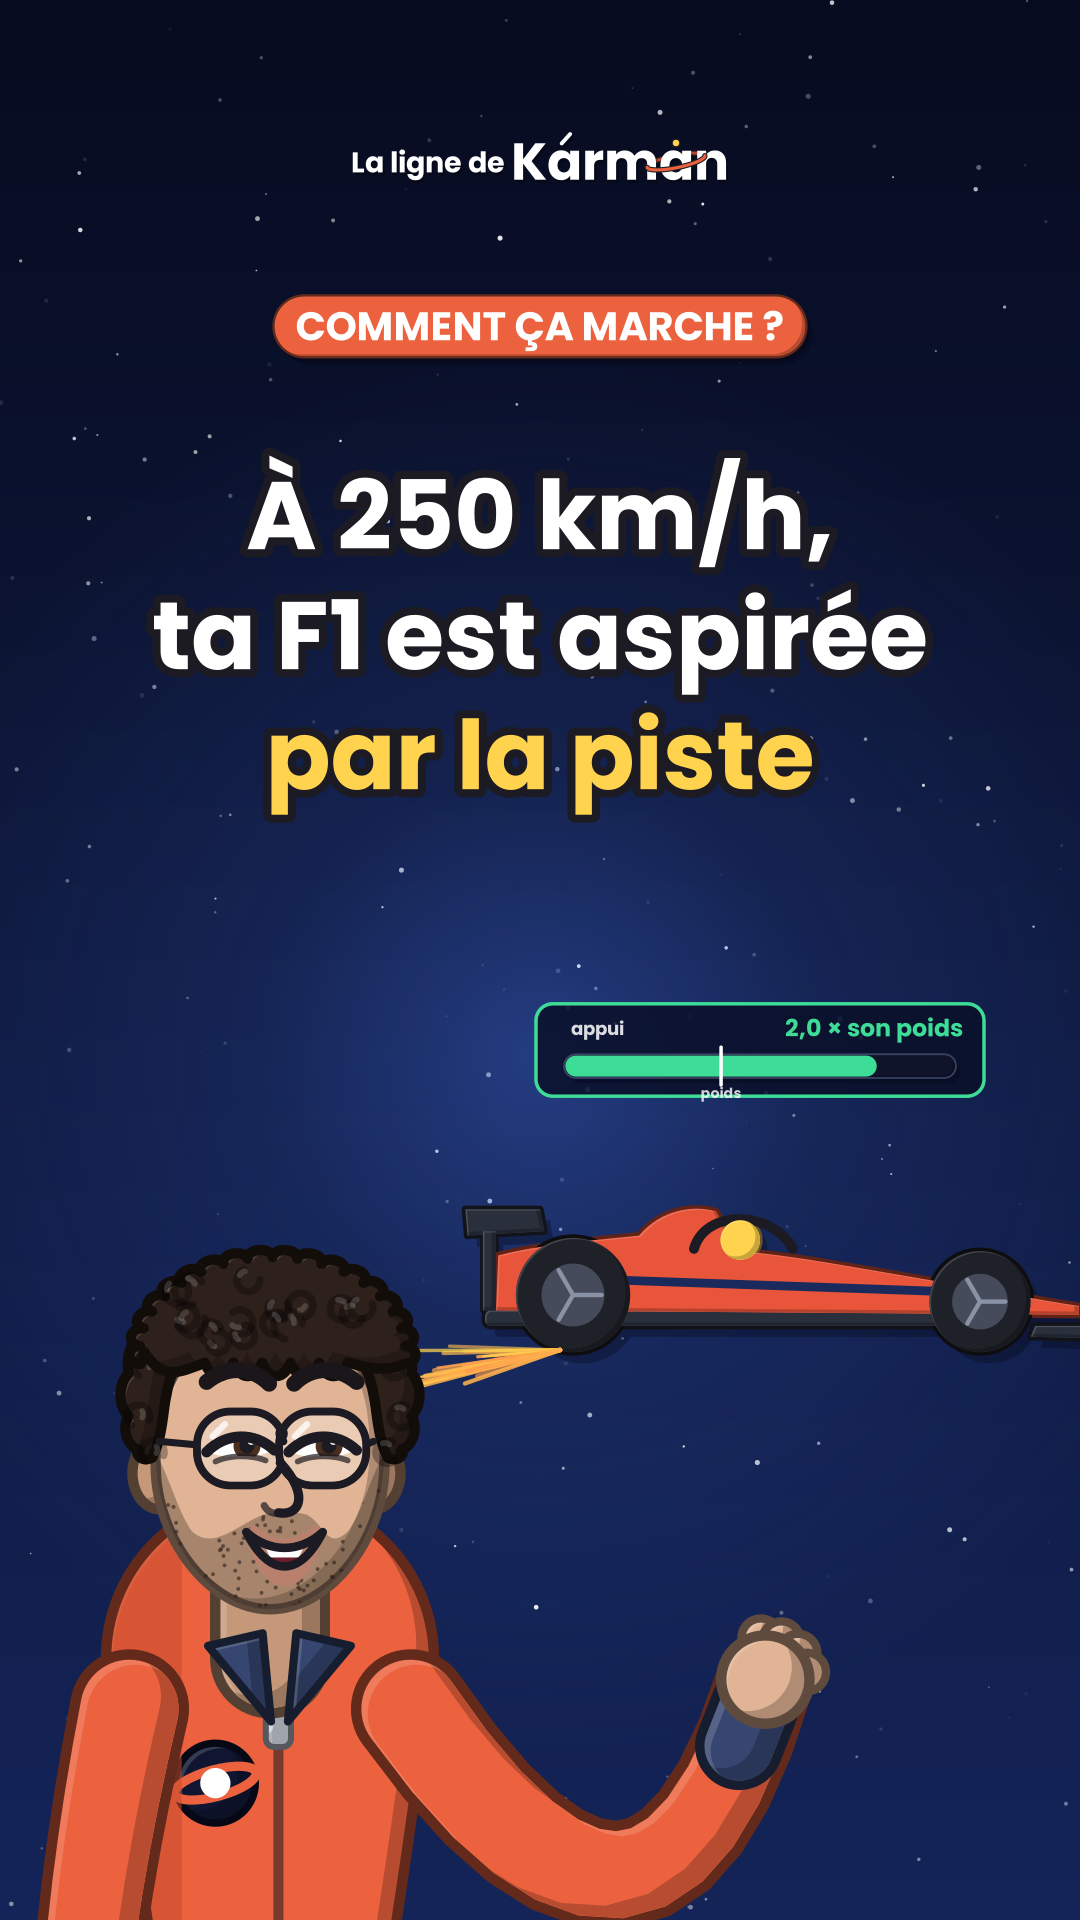 La ligne de Kármán
COMMENT ÇA MARCHE ?
À 250 km/h,
ta F1 est aspirée
par la piste
appui 2,0 × son poids
poids